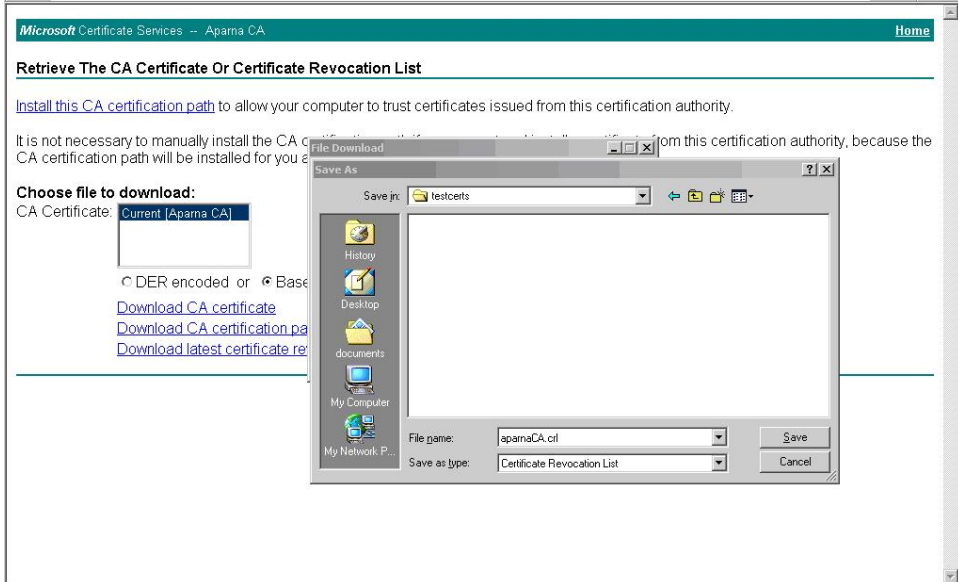 Microsoft Certificate Services -- Aparna CA Home
Retrieve The CA Certificate Or Certificate Revocation List
Install this CA certification path to allow your computer to trust certificates issued from this certification authority.
It is not necessary to manually install the CA from this certification authority, because the
CA certification path will be installed for you
Choose file to download:
CA Certificate: Current [Aparna CA]
DER encoded or Base
Download CA certificate
Download CA certification pa
Download latest certificate re
File Download
Save As
Save in: testcerts
History
Desktop
documents
My Computer
My Network P...
File name: aparnaCA.crl Save
Save as type: Certificate Revocation List Cancel